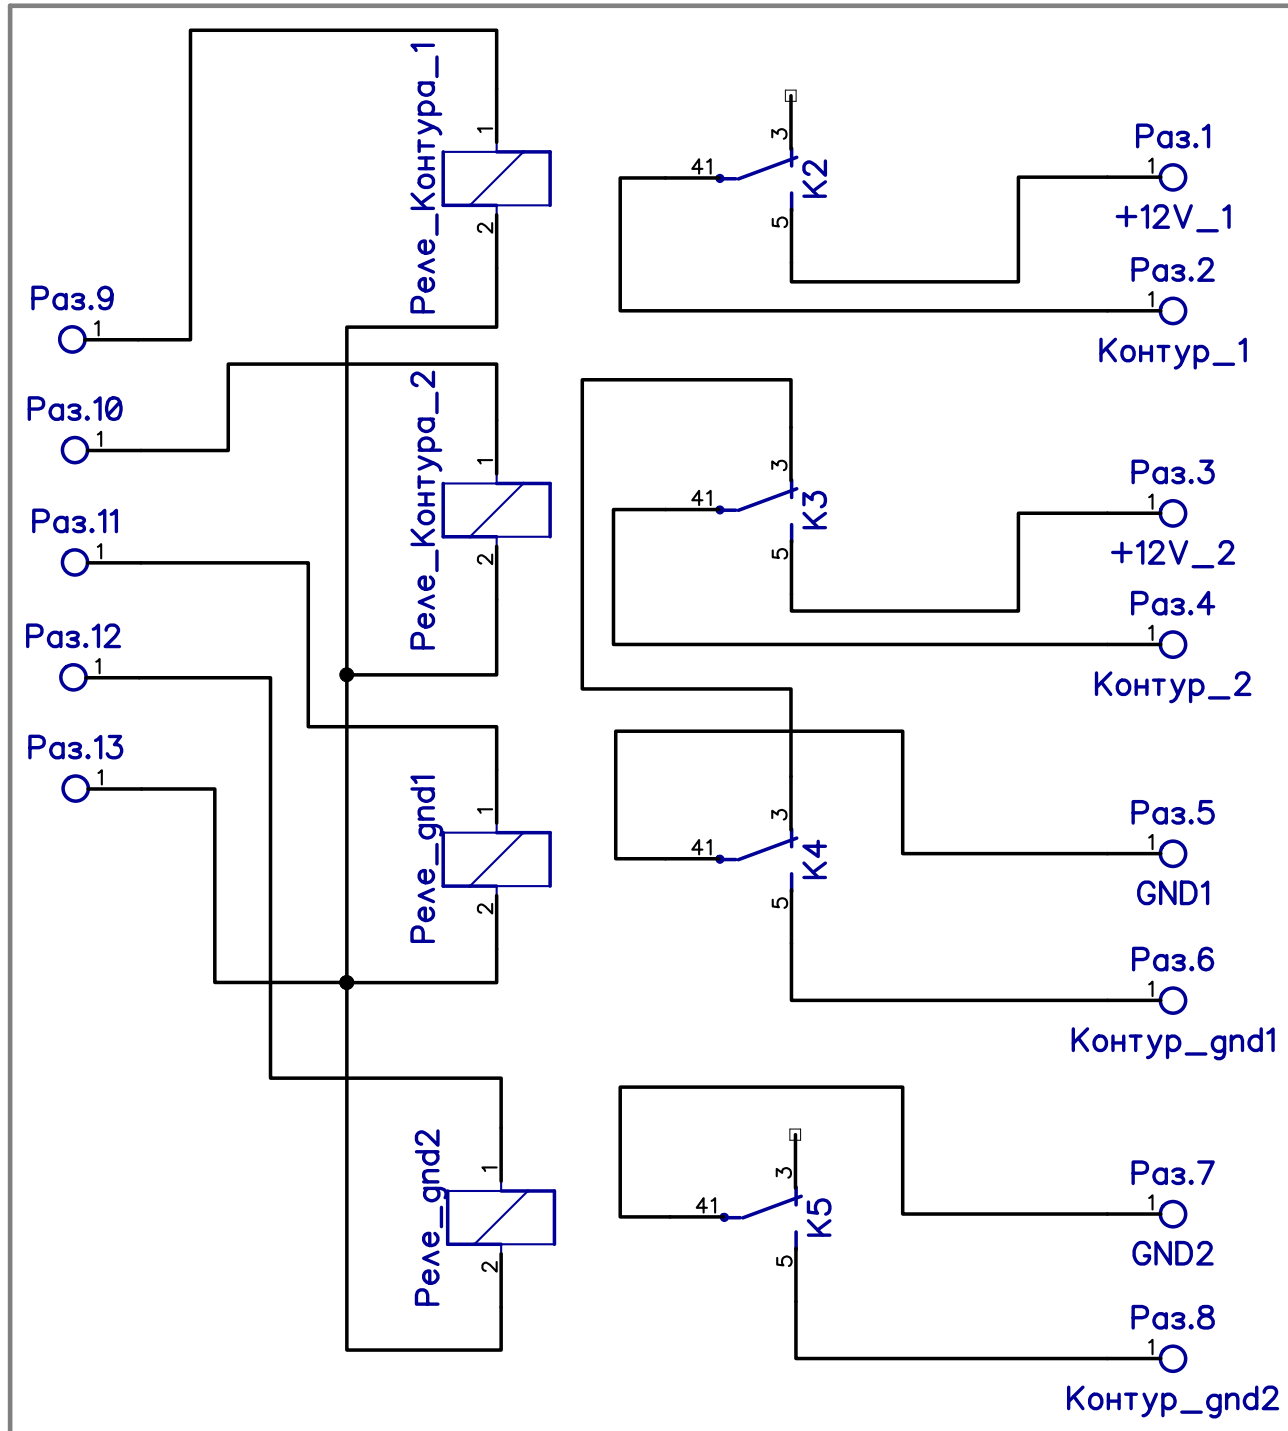 Реле_Контура_1
1
2
3
41
5
K2
Раз.1
1
+12V_1
Раз.2
1
Контур_1
Раз.9
1
Раз.10
1
Реле_Контура_2
1
2
3
41
5
K3
Раз.3
1
+12V_2
Раз.4
1
Контур_2
Раз.11
1
Раз.12
1
Раз.13
1
Реле_gnd1
1
2
3
41
5
K4
Раз.5
1
GND1
Раз.6
1
Контур_gnd1
Реле_gnd2
1
2
3
41
5
K5
Раз.7
1
GND2
Раз.8
1
Контур_gnd2